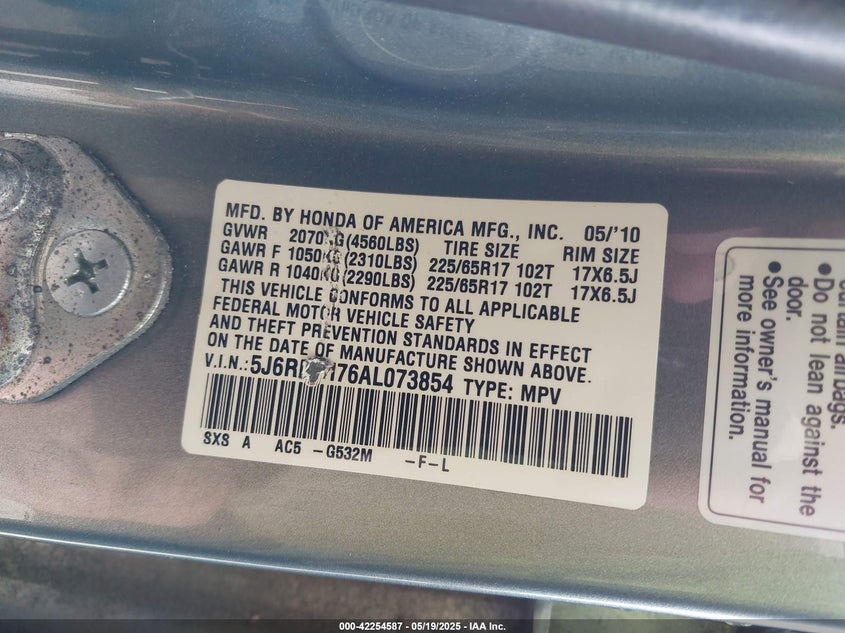 MFD. BY HONDA OF AMERICA MFG., INC. 05/'10
GVWR (4560LBS) TIRE SIZE RIM SIZE
GAWR F (2310LBS) 225/65R17 102T 17X6.5J
GAWR R (2290LBS) 225/65R17 102T 17X6.5J
THIS VEHICLE CONFORMS TO ALL APPLICABLE
FEDERAL MOTOR VEHICLE SAFETY
AND THEFT PREVENTION STANDARDS IN EFFECT
ON THE DATE OF MANUFACTURE SHOWN ABOVE.
V.I.N.: TYPE: MPV
SXS A AC5 -G532M -F-L
curtain airbags.
●Do not lean against the
door.
●See owner's manual for
more information.
000-42254587 - 05/19/2025 - IAA Inc.